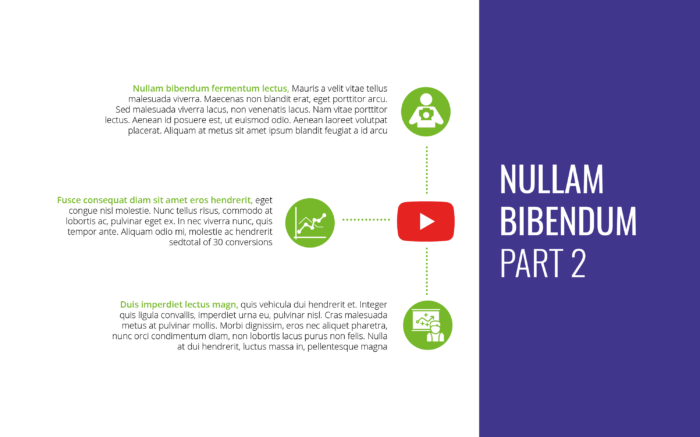 Nullam bibendum fermentum lectus, Mauris a velit vitae tellus
malesuada viverra. Maecenas non blandit erat, eget porttitor arcu.
Sed malesuada viverra lacus, non venenatis lacus. Nam vitae porttitor
lectus. Aenean id posuere est, ut euismod odio. Aenean laoreet volutpat
placerat. Aliquam at metus sit amet ipsum blandit feugiat a id arcu
Fusce consequat diam sit amet eros hendrerit, eget
congue nisl molestie. Nunc tellus risus, commodo at
lobortis ac, pulvinar eget ex. In nec viverra nunc, quis
tempor ante. Aliquam odio mi, molestie ac hendrerit
sedtotal of 30 conversions
Duis imperdiet lectus magn, quis vehicula dui hendrerit et. Integer
quis ligula convallis, imperdiet urna eu, pulvinar nisl. Cras malesuada
metus at pulvinar mollis. Morbi dignissim, eros nec aliquet pharetra,
nunc orci condimentum diam, non lobortis lacus purus non felis. Nulla
at dui hendrerit, luctus massa in, pellentesque magna
NULLAM
BIBENDUM
PART 2